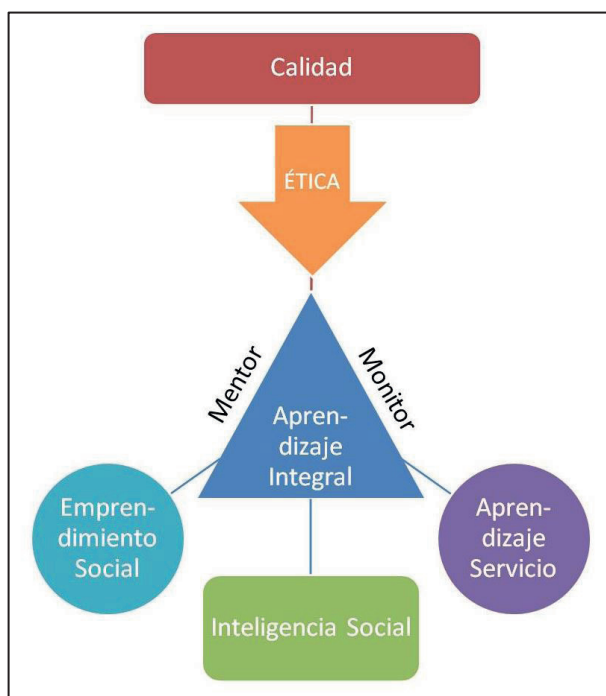 Calidad
ÉTICA
Mentor
Monitor
Apren-
dizaje
Integral
Empren-
dimiento
Social
Apren-
dizaje
Servicio
Inteligencia Social